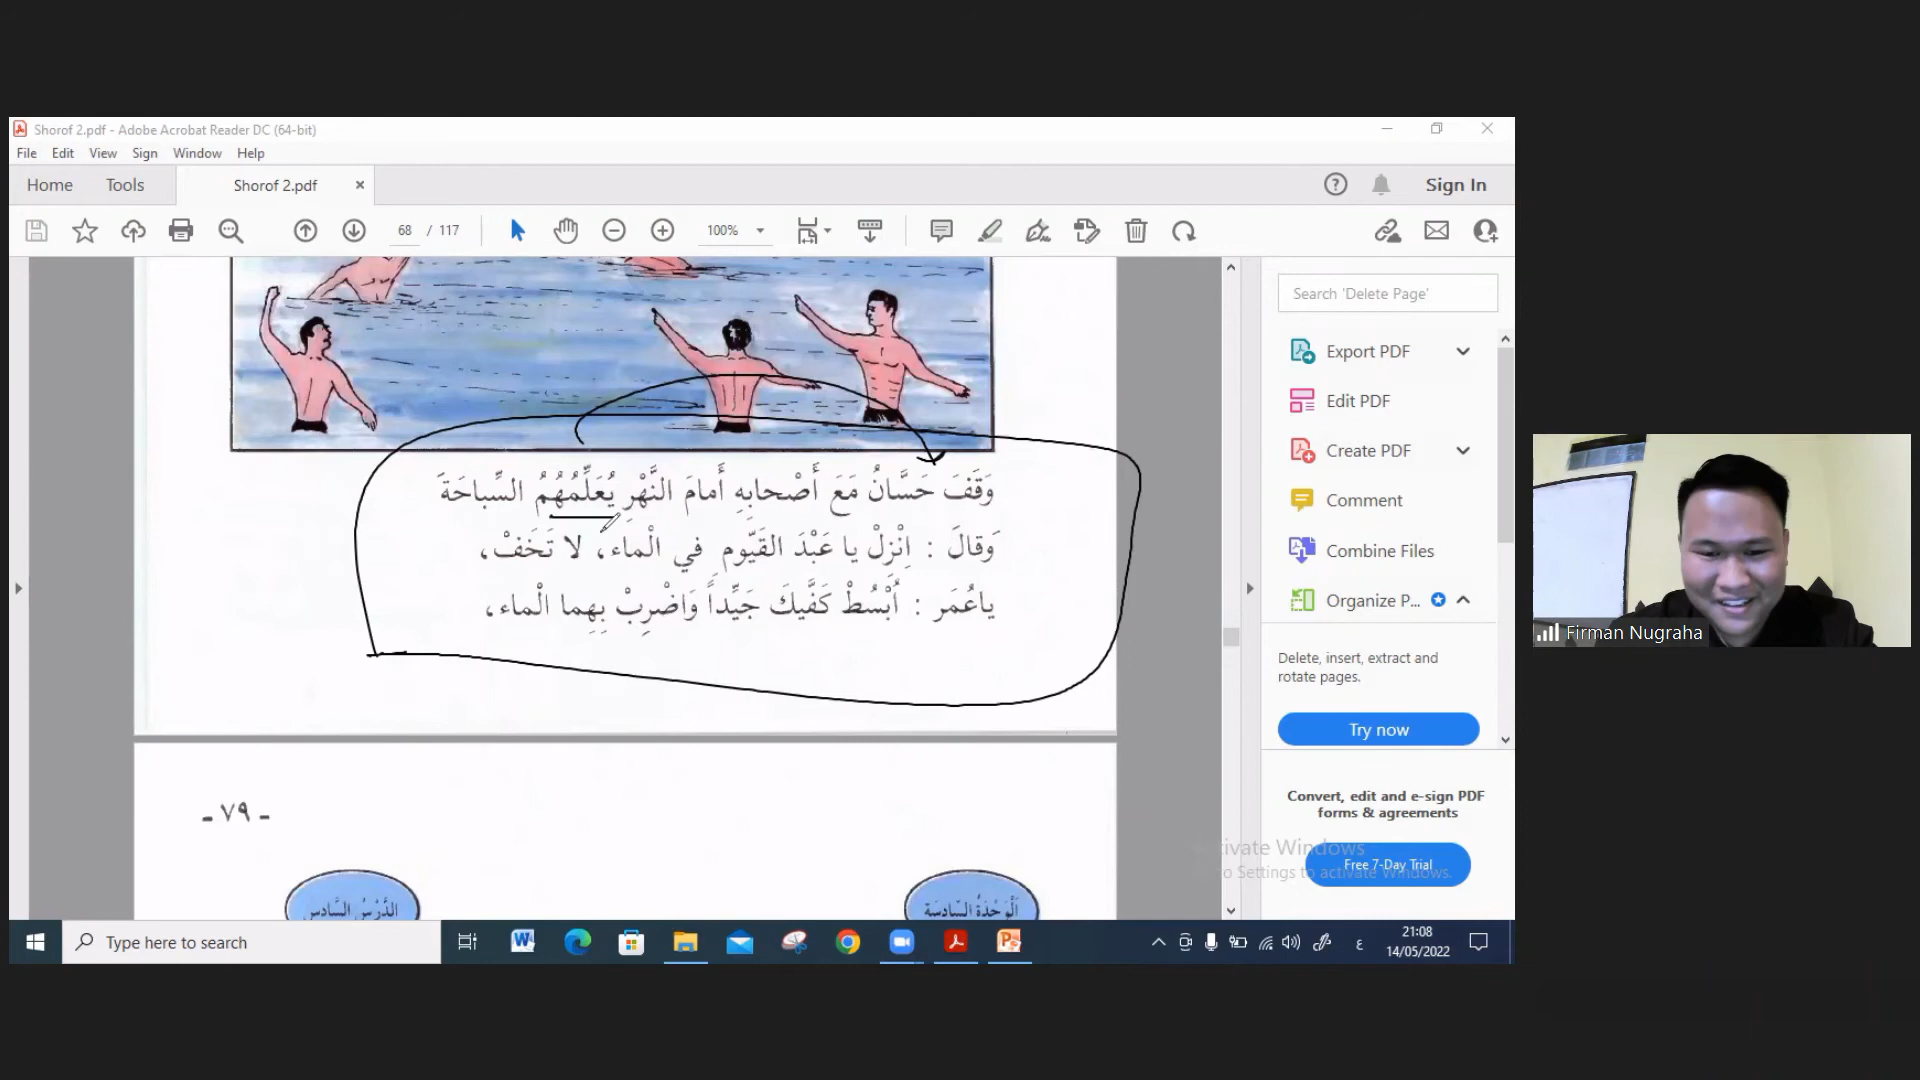 Shorof 2.pdf - Adobe Acrobat Reader DC (64-bit)
File Edit View Sign Window Help
Home Tools Shorof 2.pdf Sign In
68 / 117 100%
Search 'Delete Page'
Export PDF
Edit PDF
Create PDF
Comment
Combine Files
Organize P...
Delete, insert, extract and
rotate pages.
Try now
Convert, edit and e-sign PDF
forms & agreements
Free 7-Day Trial
وَقَفَ حَسَّانُ مَعَ أَصْحابِهِ أَمامَ النَّهْرِ يُعَلِّمُهُمُ السِّباحَةَ
وَقالَ : اِنْزِلْ يا عَبْدَ القَيّومِ في الْماء، لا تَخَفْ،
ياعُمَر : اُبْسُطْ كَفَّيكَ جَيِّداً وَاضْرِبْ بِهِما الْماء،
- ٧٩ -
الدَّرْسُ السَّادِس
اَلْوَحْدَةُ السَّادِسَة
Firman Nugraha
Type here to search
ع
21:08
14/05/2022